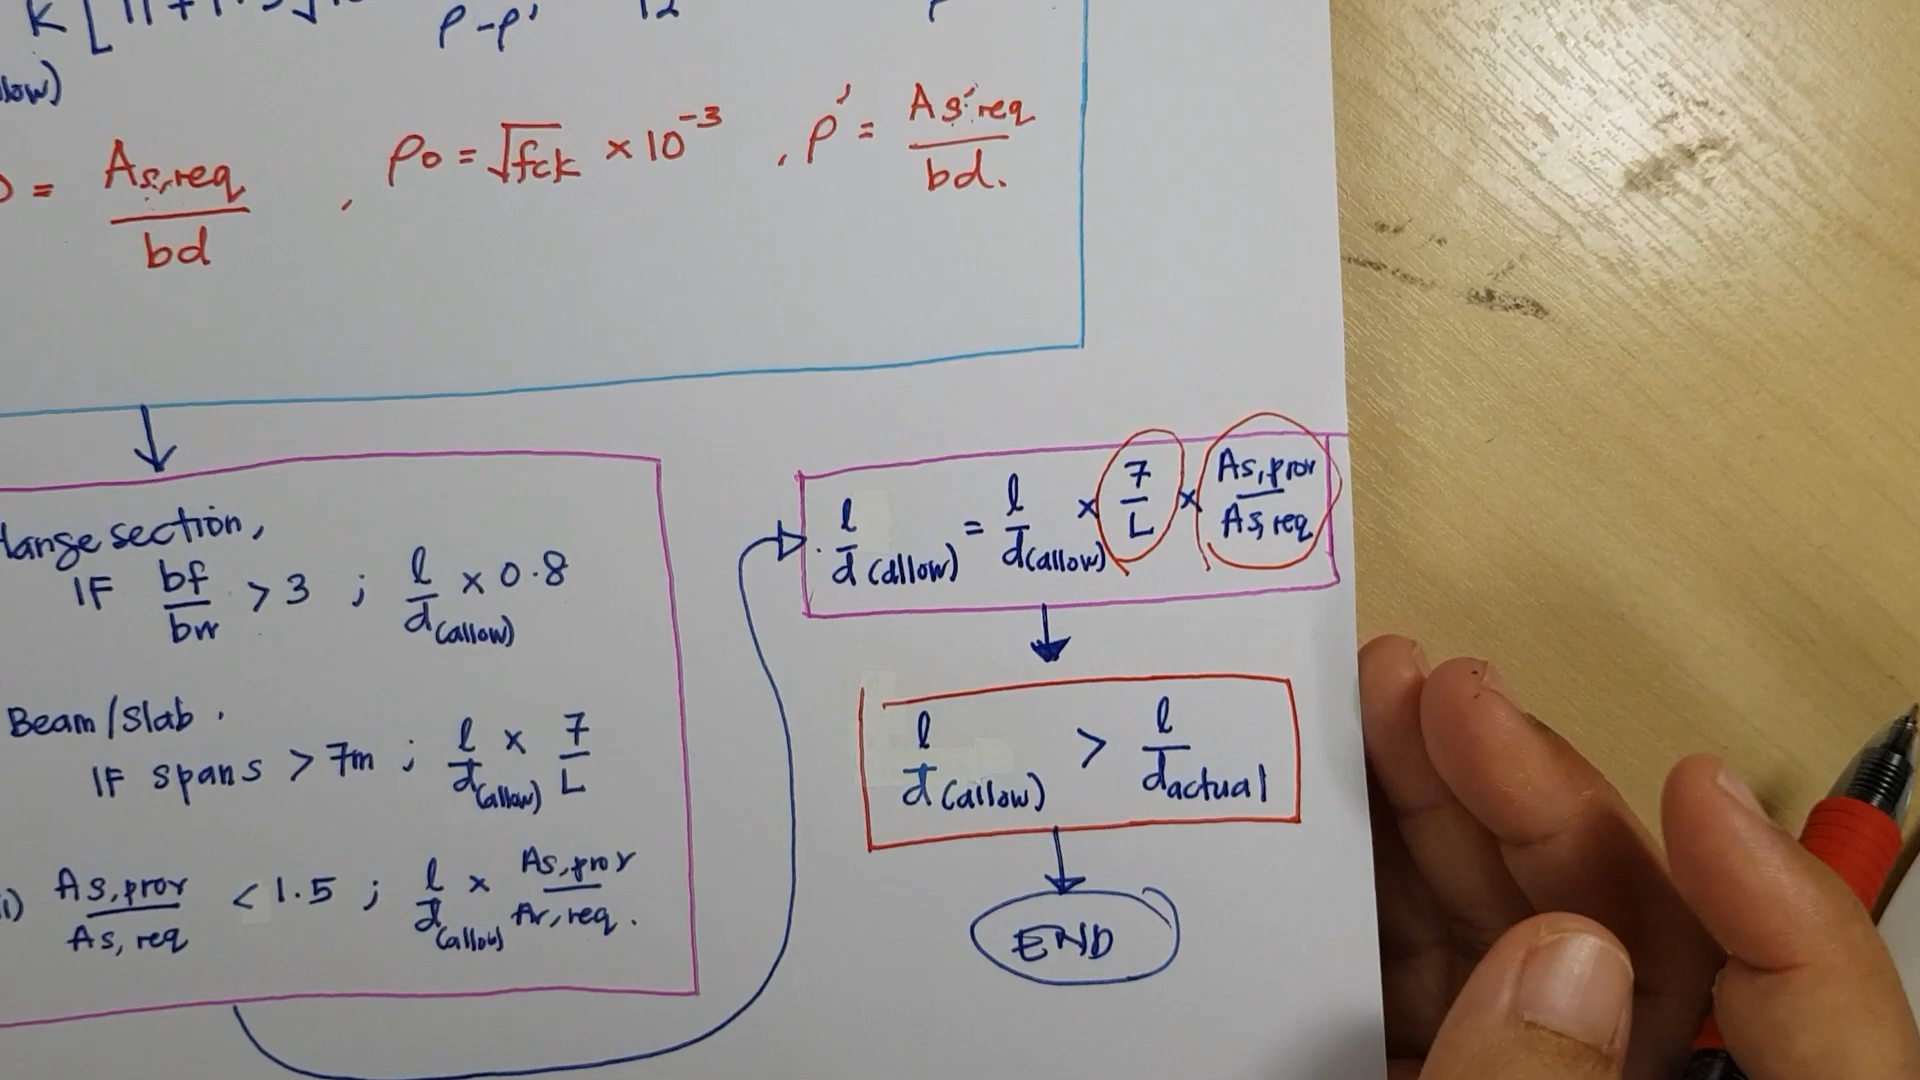 ρ-ρ' 12
low)
= As,req / bd , ρo = √fck × 10⁻³ , ρ' = As'req / bd.
lange section,
IF bf / bw > 3 ; l / d(allow) × 0.8
Beam/Slab.
IF spans > 7m ; l / d(allow) × 7 / L
i) As,prov / As,req < 1.5 ; l / d(allow) × As,prov / As,req.
l / d(allow) = l / d(allow) × 7 / L × As,prov / As,req
l / d(allow) > l / dactual
END